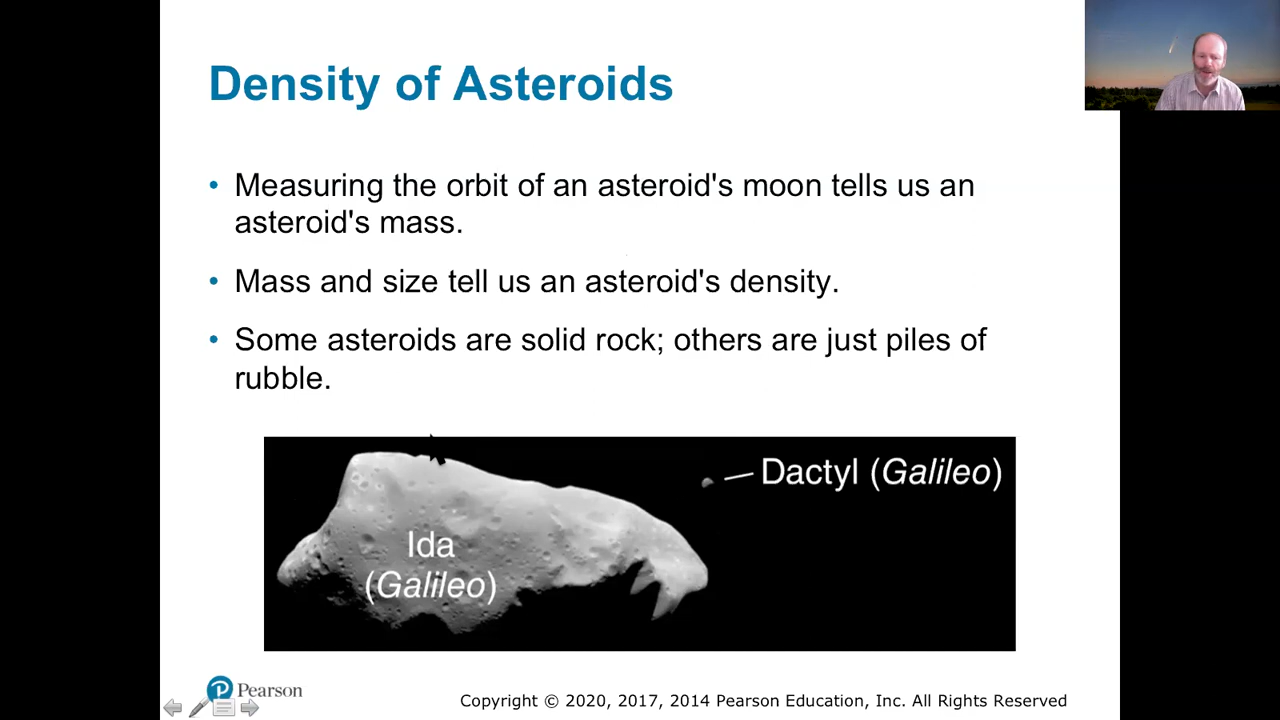 Density of Asteroids
• Measuring the orbit of an asteroid's moon tells us an
asteroid's mass.
• Mass and size tell us an asteroid's density.
• Some asteroids are solid rock; others are just piles of
rubble.
Dactyl (Galileo)
Ida
(Galileo)
P Pearson
Copyright © 2020, 2017, 2014 Pearson Education, Inc. All Rights Reserved